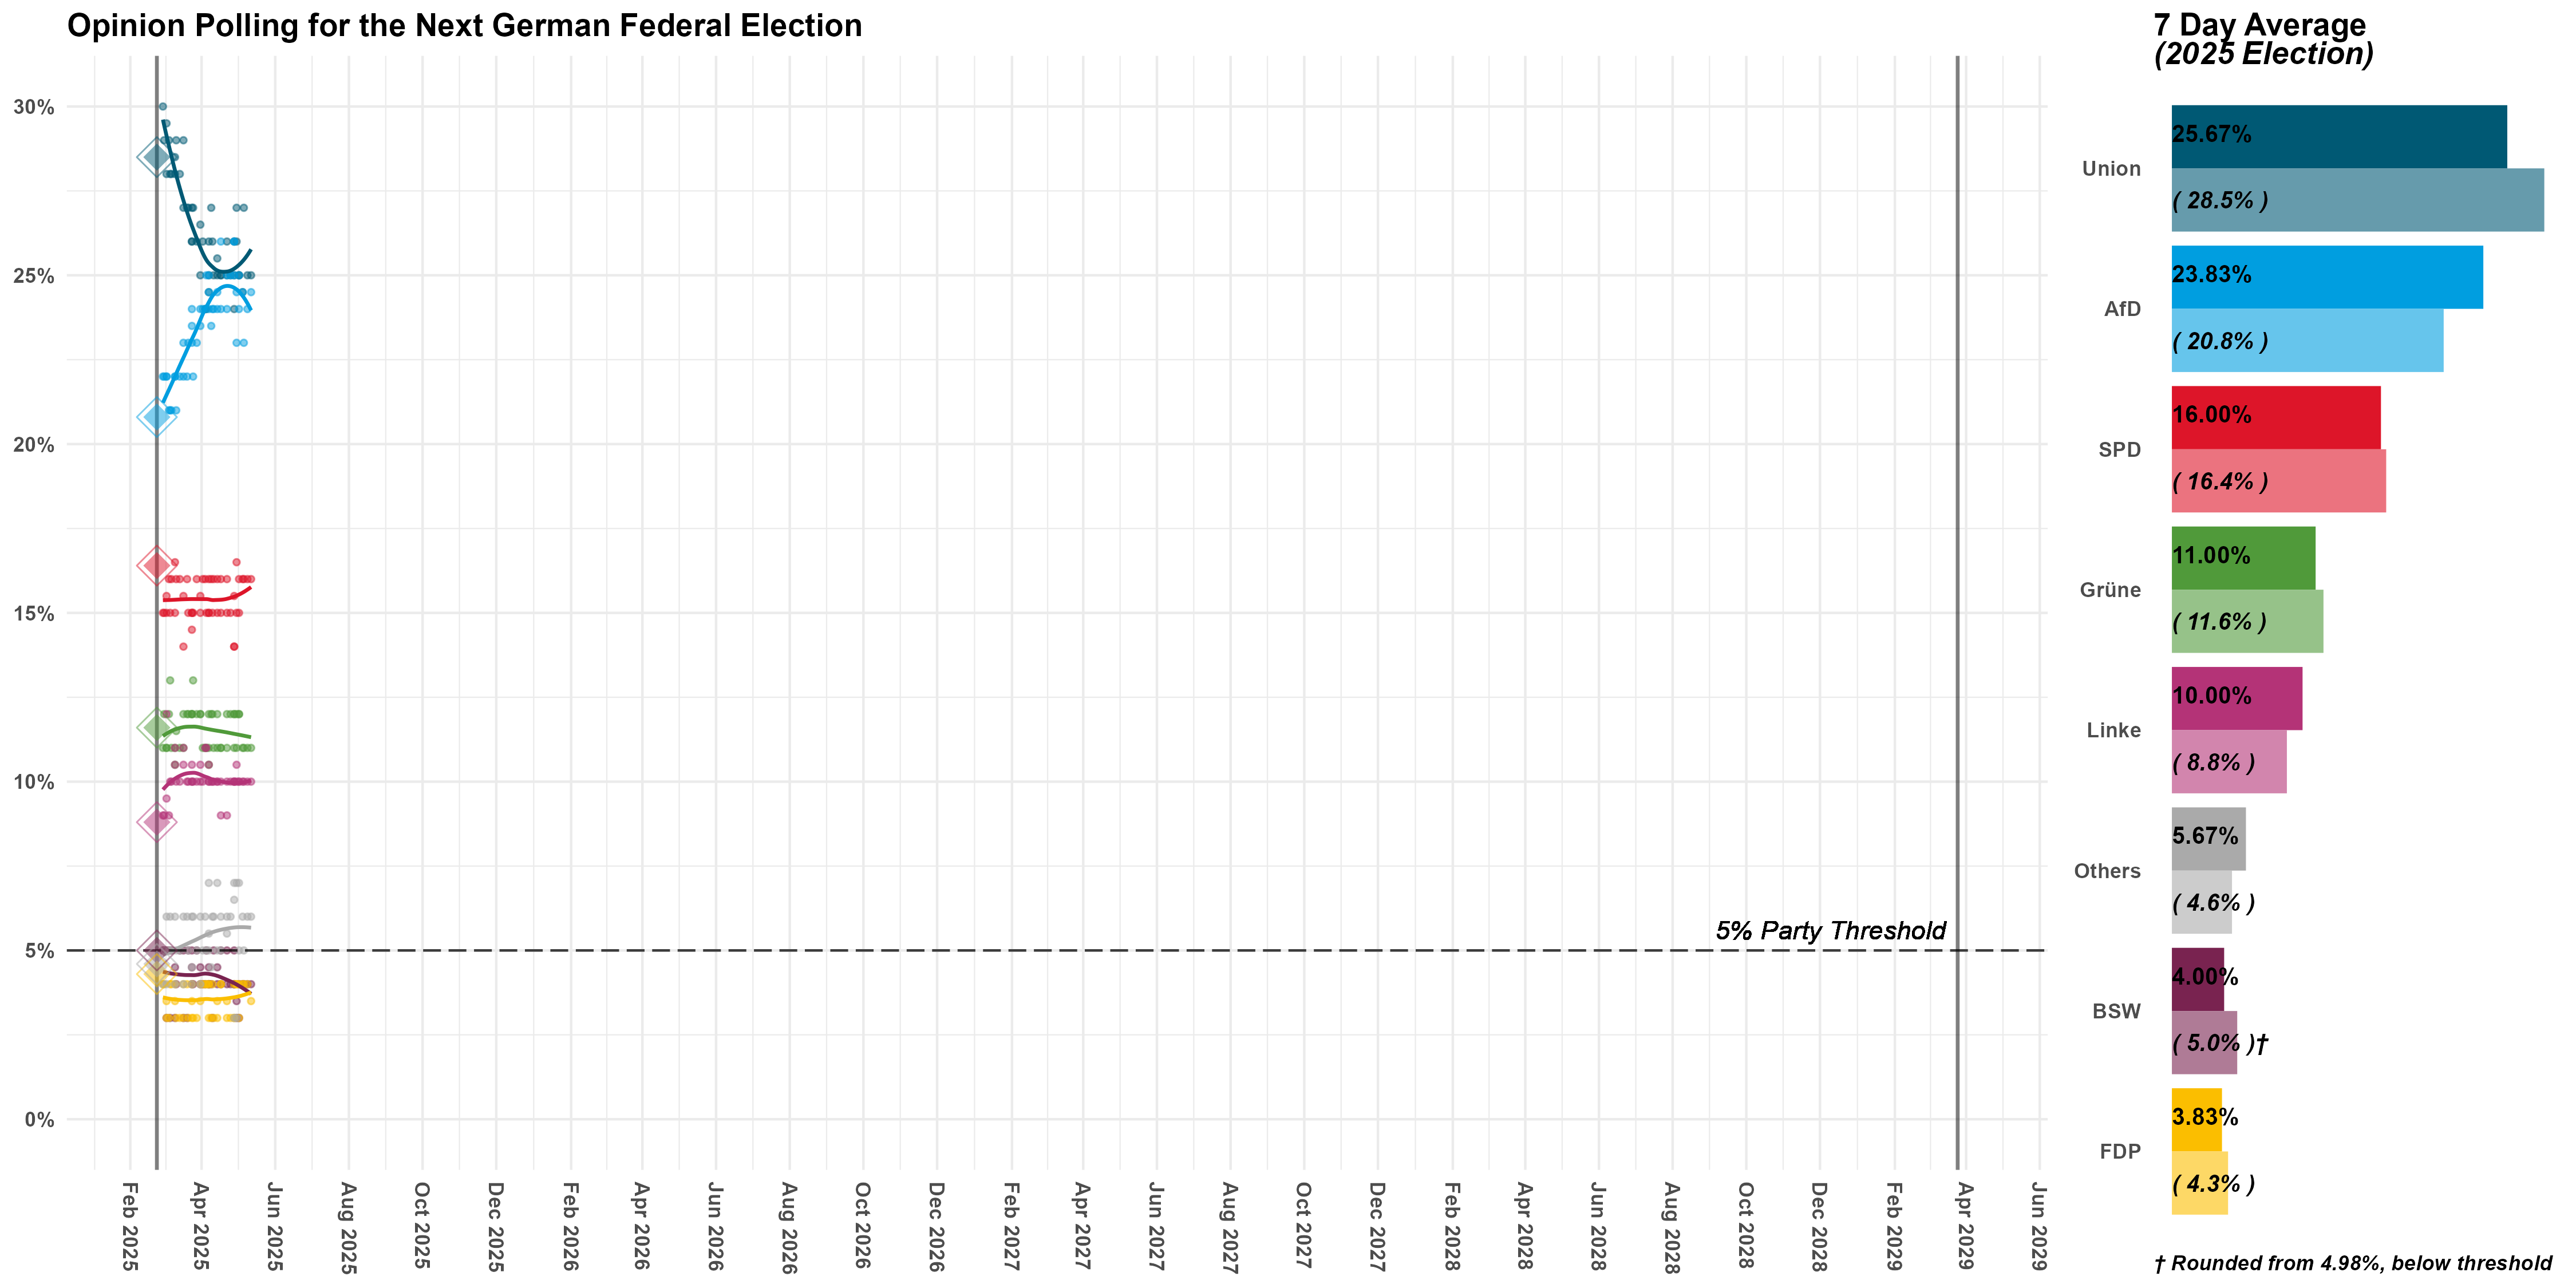 Opinion Polling for the Next German Federal Election
30%
25%
20%
15%
10%
5%
0%
5% Party Threshold
Feb 2025
Apr 2025
Jun 2025
Aug 2025
Oct 2025
Dec 2025
Feb 2026
Apr 2026
Jun 2026
Aug 2026
Oct 2026
Dec 2026
Feb 2027
Apr 2027
Jun 2027
Aug 2027
Oct 2027
Dec 2027
Feb 2028
Apr 2028
Jun 2028
Aug 2028
Oct 2028
Dec 2028
Feb 2029
Apr 2029
Jun 2029
7 Day Average
(2025 Election)
Union
25.67%
( 28.5% )
AfD
23.83%
( 20.8% )
SPD
16.00%
( 16.4% )
Grüne
11.00%
( 11.6% )
Linke
10.00%
( 8.8% )
Others
5.67%
( 4.6% )
BSW
4.00%
( 5.0% )†
FDP
3.83%
( 4.3% )
† Rounded from 4.98%, below threshold